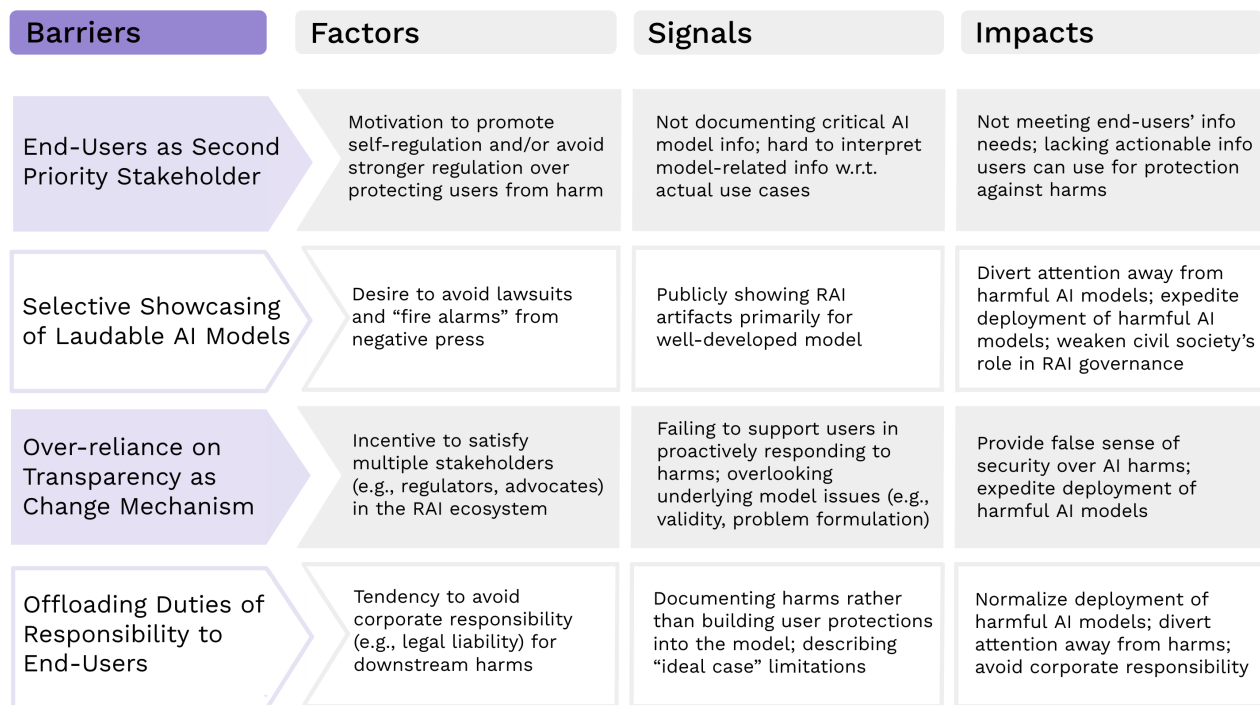 Barriers
Factors
Signals
Impacts
End-Users as Second
Priority Stakeholder
Motivation to promote
self-regulation and/or avoid
stronger regulation over
protecting users from harm
Not documenting critical AI
model info; hard to interpret
model-related info w.r.t.
actual use cases
Not meeting end-users’ info
needs; lacking actionable info
users can use for protection
against harms
Selective Showcasing
of Laudable AI Models
Desire to avoid lawsuits
and “fire alarms” from
negative press
Publicly showing RAI
artifacts primarily for
well-developed model
Divert attention away from
harmful AI models; expedite
deployment of harmful AI
models; weaken civil society’s
role in RAI governance
Over-reliance on
Transparency as
Change Mechanism
Incentive to satisfy
multiple stakeholders
(e.g., regulators, advocates)
in the RAI ecosystem
Failing to support users in
proactively responding to
harms; overlooking
underlying model issues (e.g.,
validity, problem formulation)
Provide false sense of
security over AI harms;
expedite deployment of
harmful AI models
Offloading Duties of
Responsibility to
End-Users
Tendency to avoid
corporate responsibility
(e.g., legal liability) for
downstream harms
Documenting harms rather
than building user protections
into the model; describing
“ideal case” limitations
Normalize deployment of
harmful AI models; divert
attention away from harms;
avoid corporate responsibility